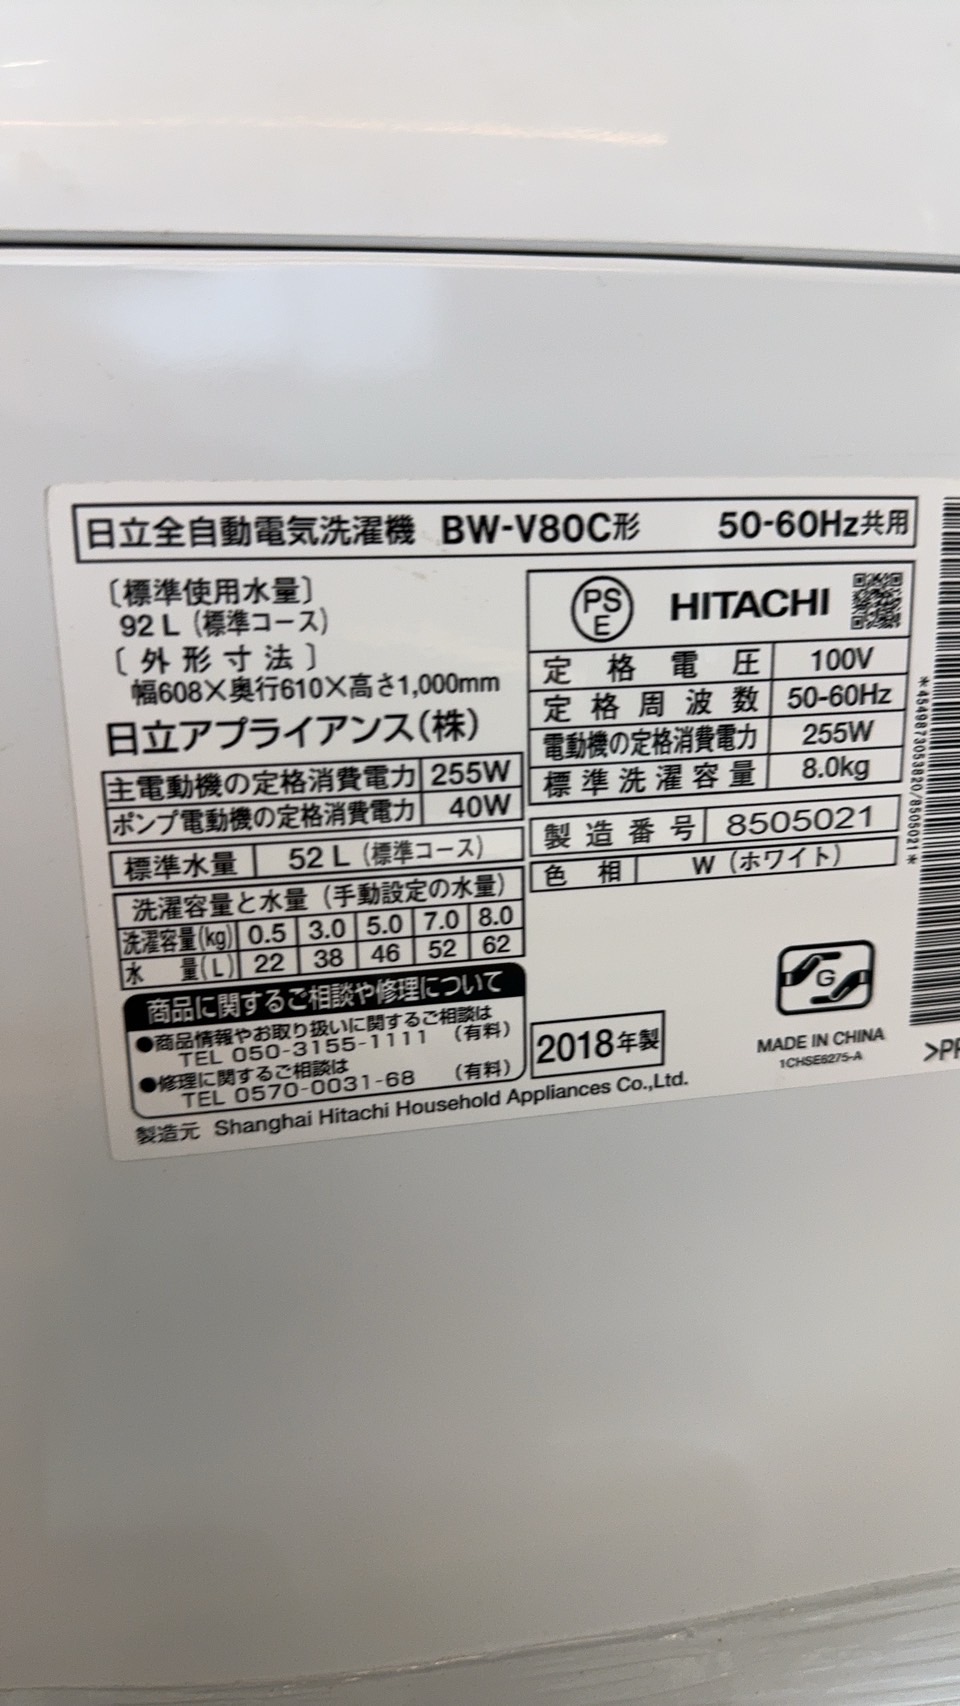 日立全自動電気洗濯機 BW-V80C形 50-60Hz共用
〔標準使用水量〕
92 L（標準コース）
〔外形寸法〕
幅608×奥行610×高さ1,000mm
日立アプライアンス（株）
主電動機の定格消費電力 255W
ポンプ電動機の定格消費電力 40W
標準水量 52 L（標準コース）
洗濯容量と水量（手動設定の水量）
洗濯容量(kg) 0.5 3.0 5.0 7.0 8.0
水量(L) 22 38 46 52 62
商品に関するご相談や修理について
●商品情報やお取り扱いに関するご相談は
TEL 050-3155-1111 （有料）
●修理に関するご相談は
TEL 0570-0031-68 （有料）
製造元 Shanghai Hitachi Household Appliances Co.,Ltd.
PS
E
HITACHI
定格電圧 100V
定格周波数 50-60Hz
電動機の定格消費電力 255W
標準洗濯容量 8.0kg
製造番号 8505021
色相 W（ホワイト）
G
2018年製
MADE IN CHINA
1CHSE6275-A
*4549873053820/8505021*